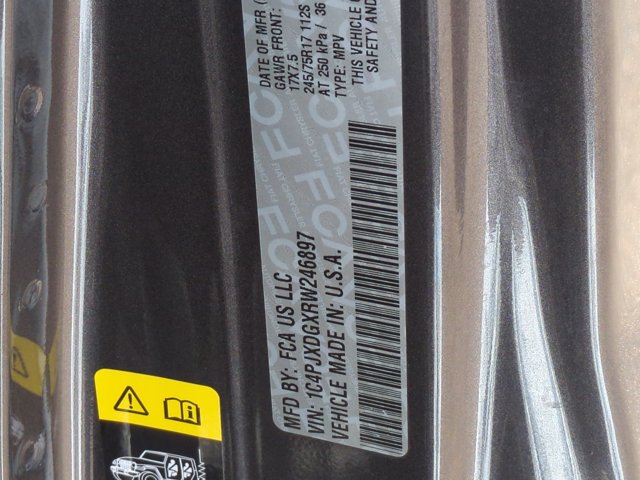 MFD BY: FCA US LLC
VIN: 1C4PJXDGXRW246897
VEHICLE MADE IN: U.S.A.
DATE OF MFR (
GAWR FRONT:
17X7.5
245/75R17 112S
AT 250 kPa / 36
TYPE: MPV
THIS VEHICLE
SAFETY AND